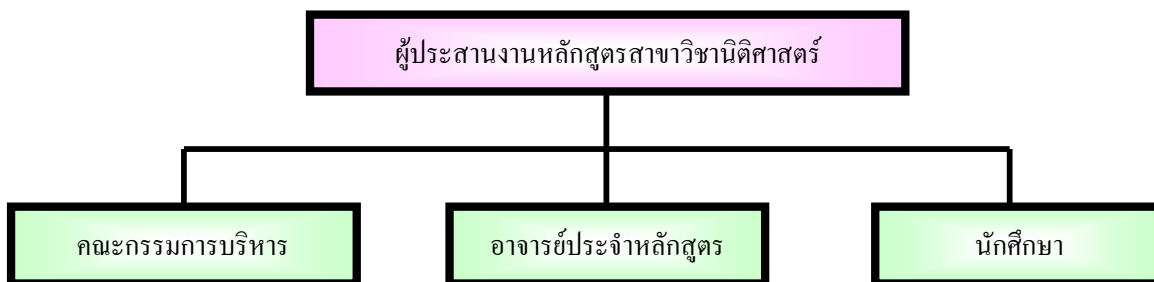 ผู้ประสานงานหลักสูตรสาขาวิชานิติศาสตร์
คณะกรรมการบริหาร
อาจารย์ประจำหลักสูตร
นักศึกษา